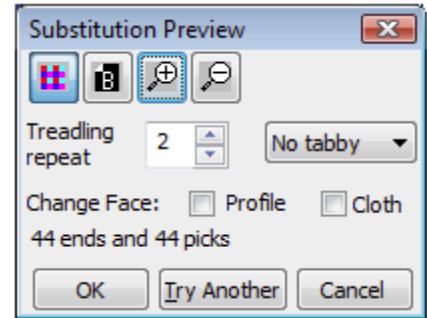 Substitution Preview
B
Treadling repeat
2
No tabby
Change Face: Profile Cloth
44 ends and 44 picks
OK Try Another Cancel